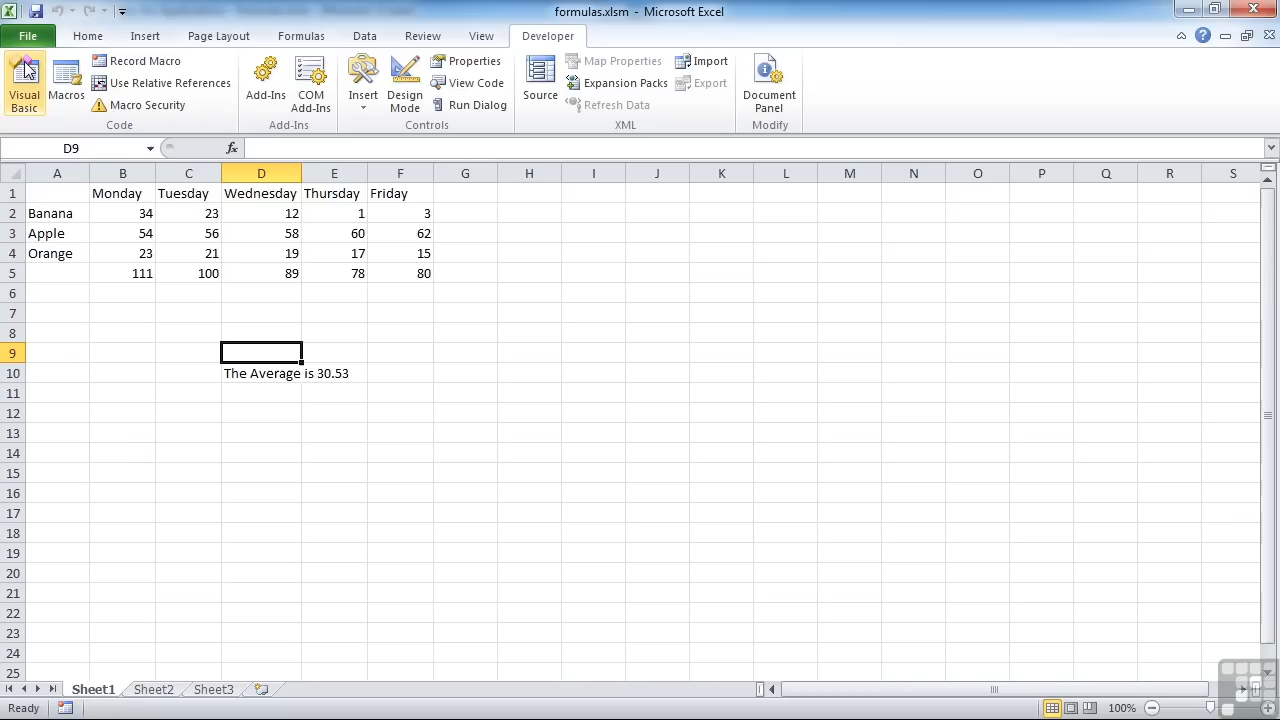 formulas.xlsm - Microsoft Excel
File Home Insert Page Layout Formulas Data Review View Developer
Visual Basic
Macros
Record Macro
Use Relative References
Macro Security
Code
Add-Ins
COM Add-Ins
Add-Ins
Insert
Design Mode
Properties
View Code
Run Dialog
Controls
Source
Map Properties
Expansion Packs
Refresh Data
Import
Export
XML
Document Panel
Modify
D9 fx
A B C D E F G H I J K L M N O P Q R S
1 Monday Tuesday Wednesday Thursday Friday
2 Banana 34 23 12 1 3
3 Apple 54 56 58 60 62
4 Orange 23 21 19 17 15
5 111 100 89 78 80
6
7
8
9
10 The Average is 30.53
11
12
13
14
15
16
17
18
19
20
21
22
23
24
25
Sheet1 Sheet2 Sheet3
Ready 100%